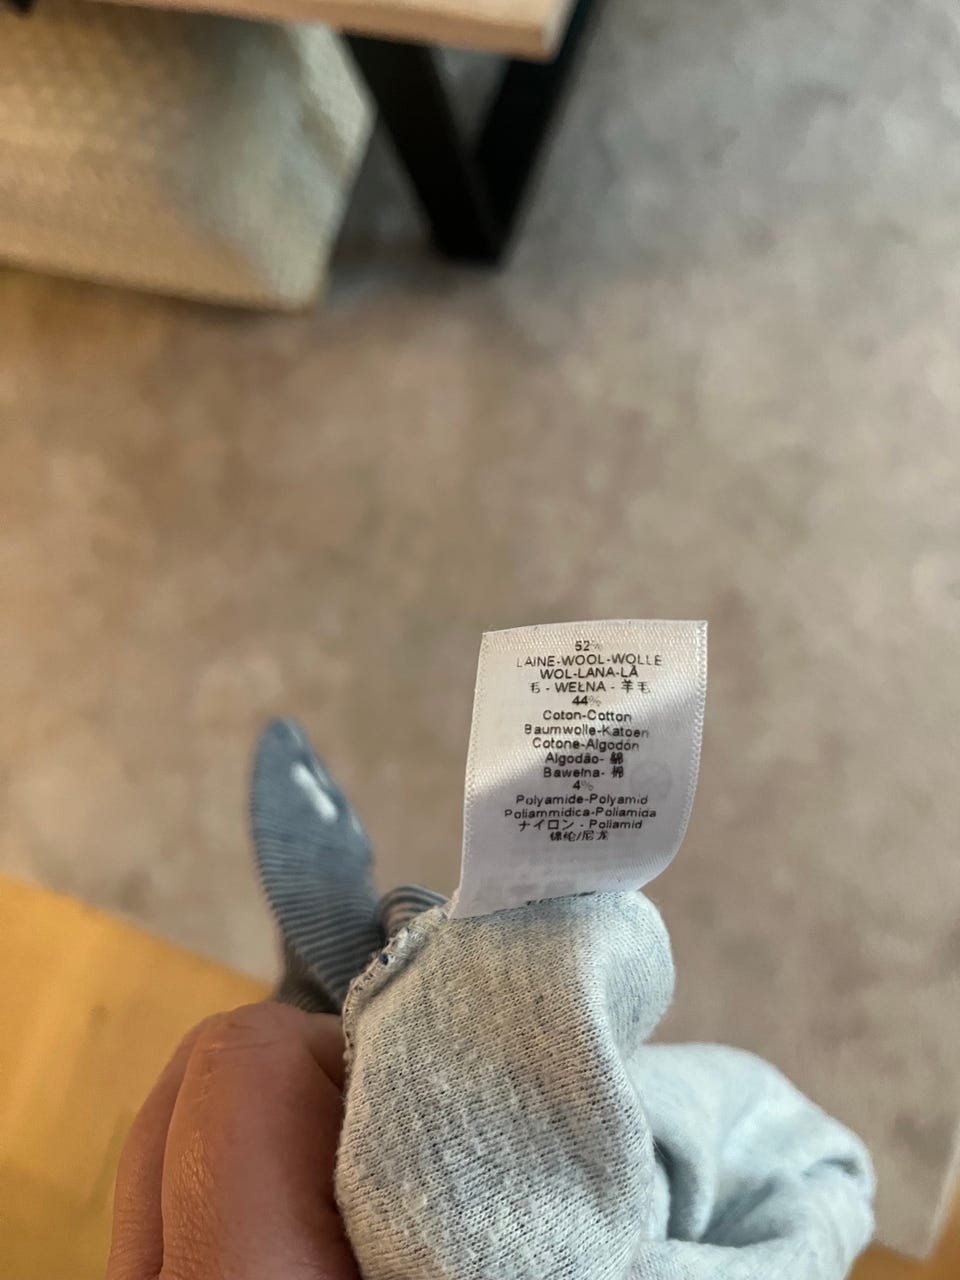 52%
LAINE-WOOL-WOLLE
WOL-LANA-LÃ
毛 - WEŁNA - 羊毛
44%
Coton-Cotton
Baumwolle-Katoen
Cotone-Algodón
Algodão- 綿
Bawełna- 棉
4%
Polyamide-Polyamid
Poliammidica-Poliamida
ナイロン - Poliamid
锦纶/尼龙